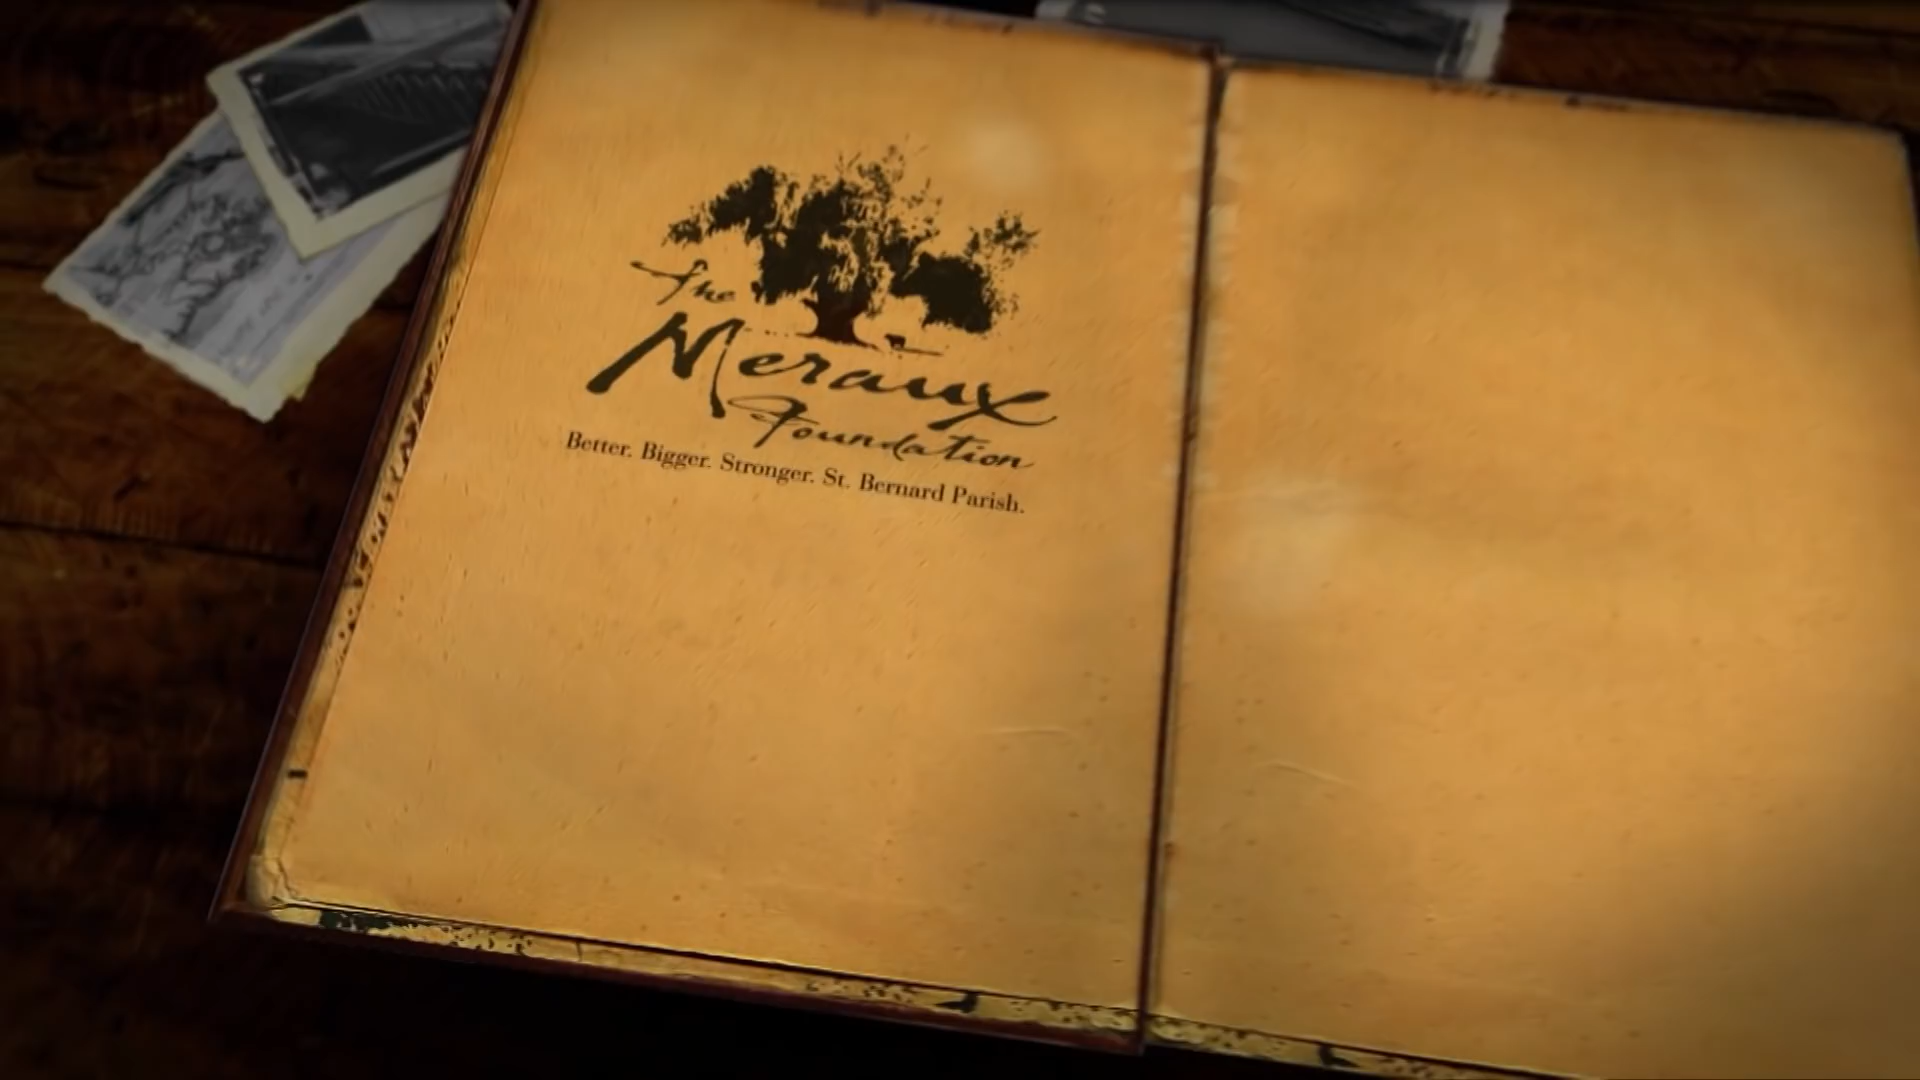 The
Meraux
Foundation
Better. Bigger. Stronger. St. Bernard Parish.